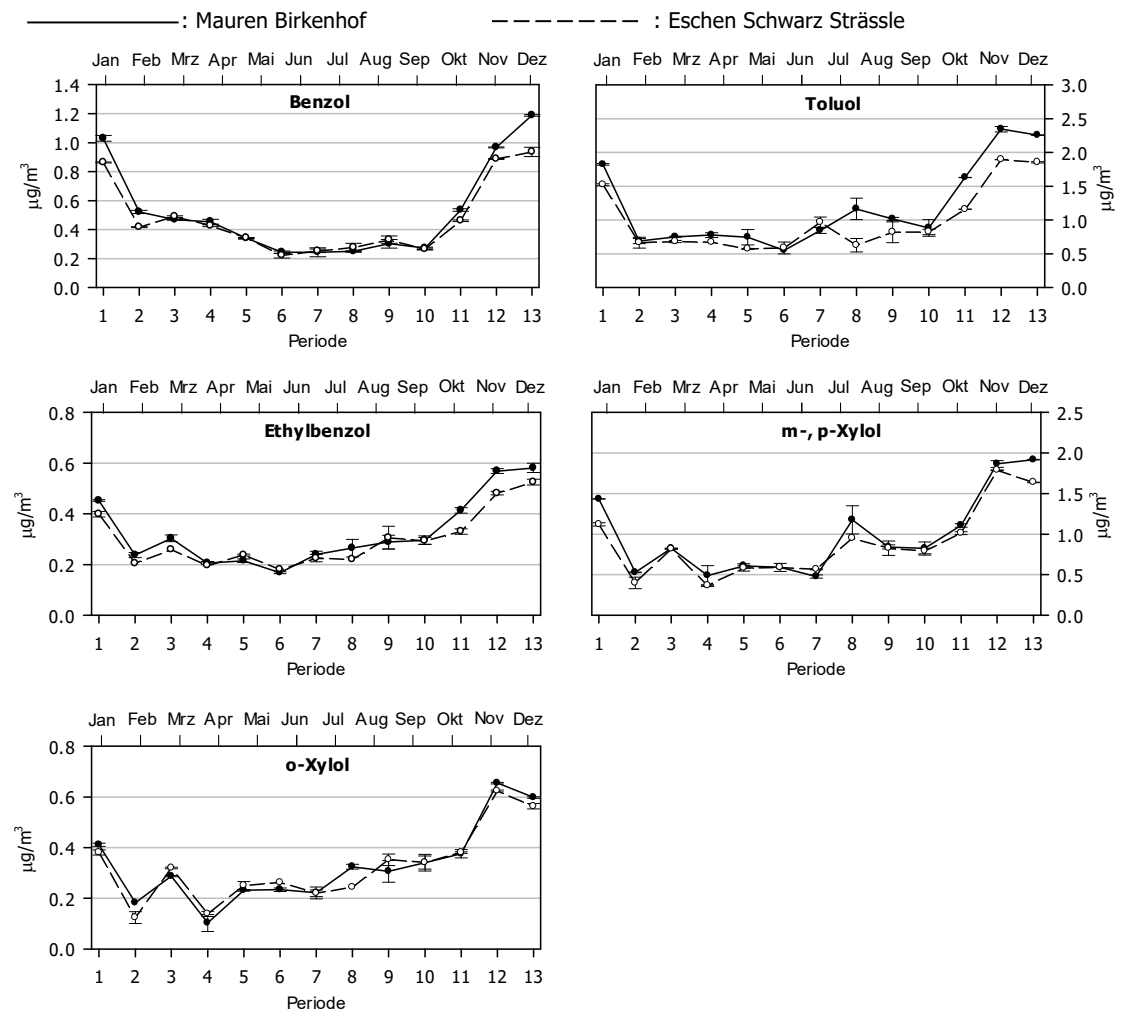 : Mauren Birkenhof : Eschen Schwarz Strässle
Jan Feb Mrz Apr Mai Jun Jul Aug Sep Okt Nov Dez
Benzol
1.4
1.2
1.0
0.8
0.6
0.4
0.2
0.0
µg/m³
1 2 3 4 5 6 7 8 9 10 11 12 13
Periode
Jan Feb Mrz Apr Mai Jun Jul Aug Sep Okt Nov Dez
Toluol
3.0
2.5
2.0
1.5
1.0
0.5
0.0
µg/m³
1 2 3 4 5 6 7 8 9 10 11 12 13
Periode
Jan Feb Mrz Apr Mai Jun Jul Aug Sep Okt Nov Dez
Ethylbenzol
0.8
0.6
0.4
0.2
0.0
µg/m³
1 2 3 4 5 6 7 8 9 10 11 12 13
Periode
Jan Feb Mrz Apr Mai Jun Jul Aug Sep Okt Nov Dez
m-, p-Xylol
2.5
2.0
1.5
1.0
0.5
0.0
µg/m³
1 2 3 4 5 6 7 8 9 10 11 12 13
Periode
Jan Feb Mrz Apr Mai Jun Jul Aug Sep Okt Nov Dez
o-Xylol
0.8
0.6
0.4
0.2
0.0
µg/m³
1 2 3 4 5 6 7 8 9 10 11 12 13
Periode